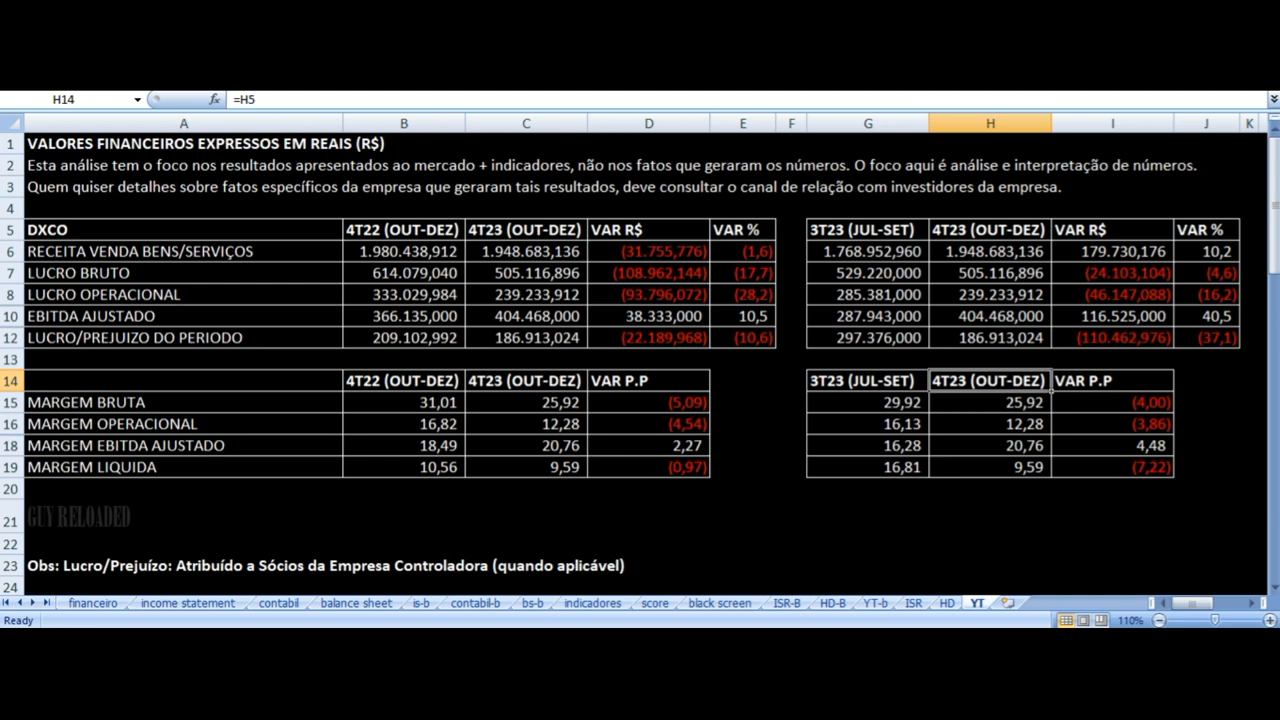 H14 fx =H5
A B C D E F G H I J K
1 VALORES FINANCEIROS EXPRESSOS EM REAIS (R$)
2 Esta análise tem o foco nos resultados apresentados ao mercado + indicadores, não nos fatos que geraram os números. O foco aqui é análise e interpretação de números.
3 Quem quiser detalhes sobre fatos específicos da empresa que geraram tais resultados, deve consultar o canal de relação com investidores da empresa.
4
5 DXCO 4T22 (OUT-DEZ) 4T23 (OUT-DEZ) VAR R$ VAR % 3T23 (JUL-SET) 4T23 (OUT-DEZ) VAR R$ VAR %
6 RECEITA VENDA BENS/SERVIÇOS 1.980.438,912 1.948.683,136 (31.755,776) (1,6) 1.768.952,960 1.948.683,136 179.730,176 10,2
7 LUCRO BRUTO 614.079,040 505.116,896 (108.962,144) (17,7) 529.220,000 505.116,896 (24.103,104) (4,6)
8 LUCRO OPERACIONAL 333.029,984 239.233,912 (93.796,072) (28,2) 285.381,000 239.233,912 (46.147,088) (16,2)
10 EBITDA AJUSTADO 366.135,000 404.468,000 38.333,000 10,5 287.943,000 404.468,000 116.525,000 40,5
12 LUCRO/PREJUIZO DO PERIODO 209.102,992 186.913,024 (22.189,968) (10,6) 297.376,000 186.913,024 (110.462,976) (37,1)
13
14 4T22 (OUT-DEZ) 4T23 (OUT-DEZ) VAR P.P 3T23 (JUL-SET) 4T23 (OUT-DEZ) VAR P.P
15 MARGEM BRUTA 31,01 25,92 (5,09) 29,92 25,92 (4,00)
16 MARGEM OPERACIONAL 16,82 12,28 (4,54) 16,13 12,28 (3,86)
18 MARGEM EBITDA AJUSTADO 18,49 20,76 2,27 16,28 20,76 4,48
19 MARGEM LIQUIDA 10,56 9,59 (0,97) 16,81 9,59 (7,22)
20
21 GUY RELOADED
22
23 Obs: Lucro/Prejuízo: Atribuído a Sócios da Empresa Controladora (quando aplicável)
24
financeiro income statement contabil balance sheet is-b contabil-b bs-b indicadores score black screen ISR-B HD-B YT-b ISR HD YT
Ready 110%